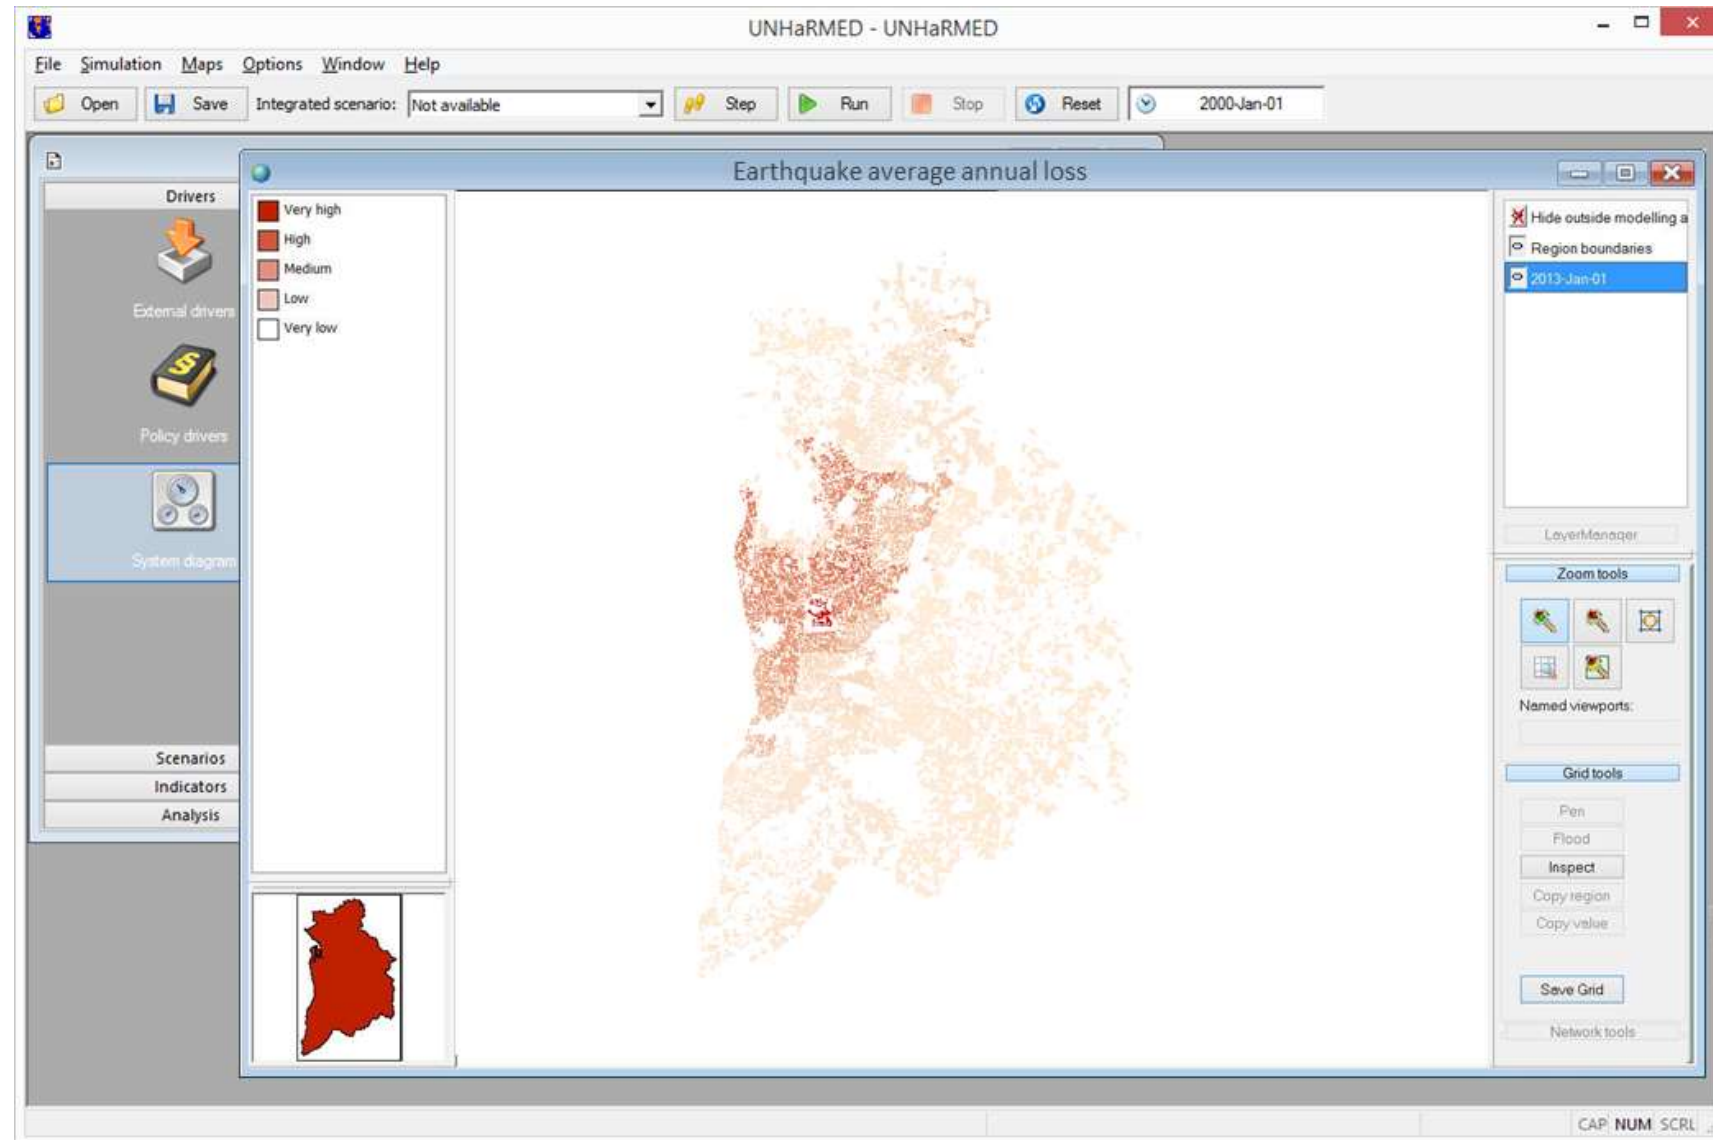 UNHaRMED - UNHaRMED
File Simulation Maps Options Window Help
Open Save Integrated scenario: Not available Step Run Stop Reset 2000-Jan-01
Earthquake average annual loss
Drivers
External drivers
Policy drivers
System diagram
Scenarios
Indicators
Analysis
Very high
High
Medium
Low
Very low
Hide outside modelling a
Region boundaries
2013-Jan-01
LayerManager
Zoom tools
Named viewports:
Grid tools
Pen
Flood
Inspect
Copy region
Copy value
Save Grid
Network tools
CAP NUM SCRL